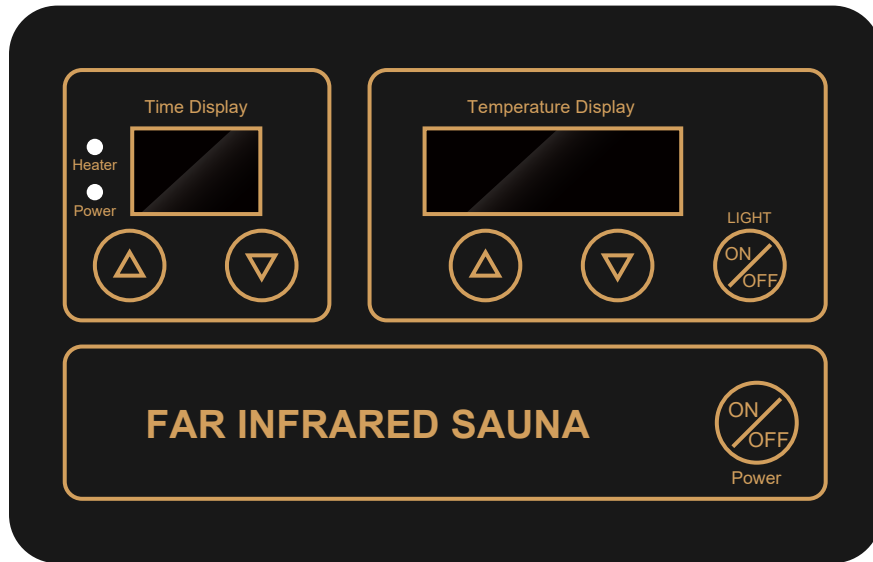 Time Display
Heater
Power
Temperature Display
LIGHT
ON
OFF
FAR INFRARED SAUNA
ON
OFF
Power